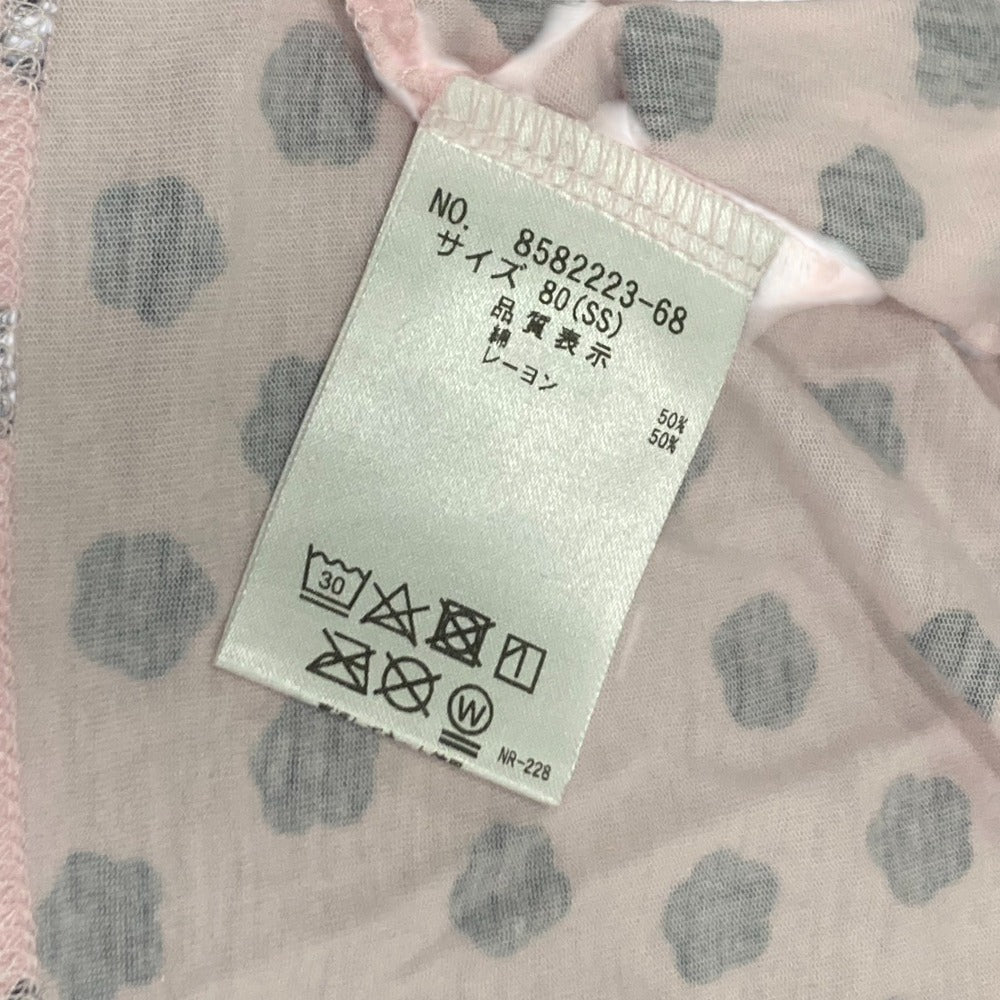 NO. 8582223-68
サイズ 80(SS)
品質表示
綿 50%
レーヨン 50%
30
W
NR-228